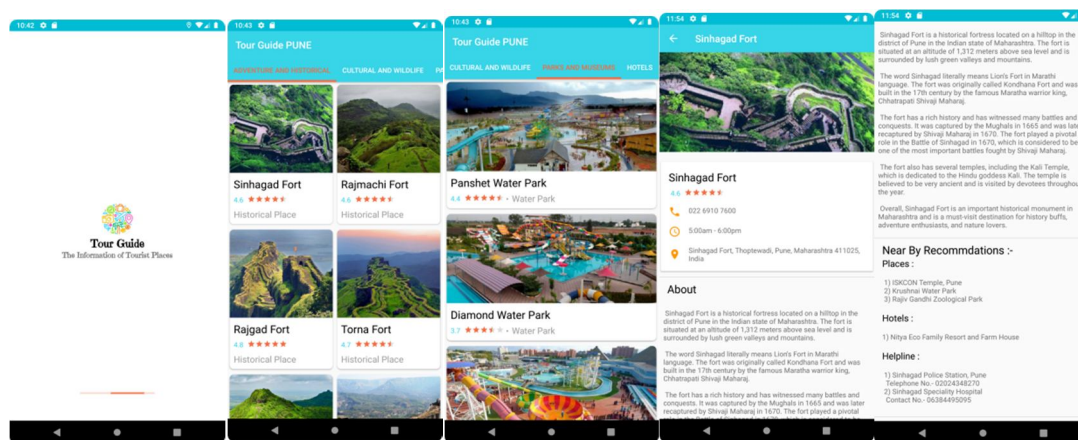 10:42
Tour Guide
The Information of Tourist Places
10:43
Tour Guide PUNE
ADVENTURE AND HISTORICAL
CULTURAL AND WILDLIFE
Sinhagad Fort
4.6
Historical Place
Rajmachi Fort
4.6
Historical Place
Rajgad Fort
4.8
Historical Place
Torna Fort
4.7
Historical Place
10:43
Tour Guide PUNE
CULTURAL AND WILDLIFE
PARKS AND MUSEUMS
HOTELS
Panshet Water Park
4.4 • Water Park
Diamond Water Park
3.7 • Water Park
11:54
Sinhagad Fort
Sinhagad Fort
4.6
022 6910 7600
5:00am - 6:00pm
Sinhagad Fort, Thoptewadi, Pune, Maharashtra 411025,
India
About
Sinhagad Fort is a historical fortress located on a hilltop in the
district of Pune in the Indian state of Maharashtra. The fort is
situated at an altitude of 1,312 meters above sea level and is
surrounded by lush green valleys and mountains.
The word Sinhagad literally means Lion's Fort in Marathi
language. The fort was originally called Kondhana Fort and was
built in the 17th century by the famous Maratha warrior king,
Chhatrapati Shivaji Maharaj.
The fort has a rich history and has witnessed many battles and
conquests. It was captured by the Mughals in 1665 and was later
recaptured by Shivaji Maharaj in 1670. The fort played a pivotal
11:54
Sinhagad Fort is a historical fortress located on a hilltop in the
district of Pune in the Indian state of Maharashtra. The fort is
situated at an altitude of 1,312 meters above sea level and is
surrounded by lush green valleys and mountains.
The word Sinhagad literally means Lion's Fort in Marathi
language. The fort was originally called Kondhana Fort and was
built in the 17th century by the famous Maratha warrior king,
Chhatrapati Shivaji Maharaj.
The fort has a rich history and has witnessed many battles and
conquests. It was captured by the Mughals in 1665 and was late
recaptured by Shivaji Maharaj in 1670. The fort played a pivotal
role in the Battle of Sinhagad in 1670, which is considered to be
one of the most important battles fought by Shivaji Maharaj.
The fort also has several temples, including the Kali Temple,
which is dedicated to the Hindu goddess Kali. The temple is
believed to be very ancient and is visited by devotees throughou
the year.
Overall, Sinhagad Fort is an important historical monument in
Maharashtra and is a must-visit destination for history buffs,
adventure enthusiasts, and nature lovers.
Near By Recommdations :-
Places :
1) ISKCON Temple, Pune
2) Krushnai Water Park
3) Rajiv Gandhi Zoological Park
Hotels :
1) Nitya Eco Family Resort and Farm House
Helpline :
1) Sinhagad Police Station, Pune
Telephone No.- 02024348270
2) Sinhagad Speciality Hospital
Contact No.- 06384495095